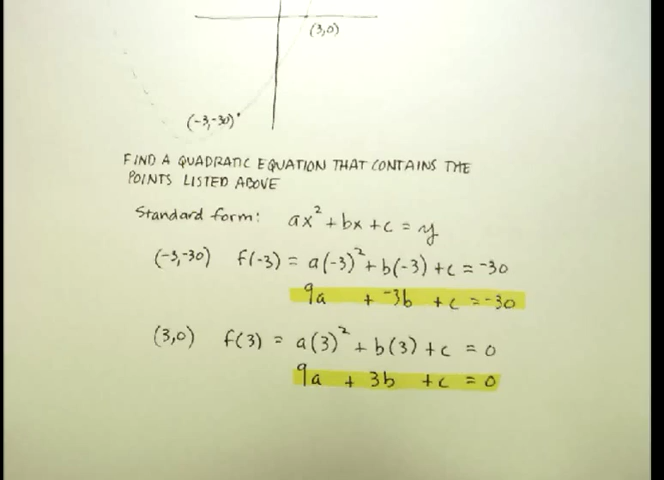 (3,0)
(-3,-30)
FIND A QUADRATIC EQUATION THAT CONTAINS THE
POINTS LISTED ABOVE
Standard form: ax² + bx + c = y
(-3,-30) f(-3) = a(-3)² + b(-3) + c = -30
9a + -3b + c = -30
(3,0) f(3) = a(3)² + b(3) + c = 0
9a + 3b + c = 0